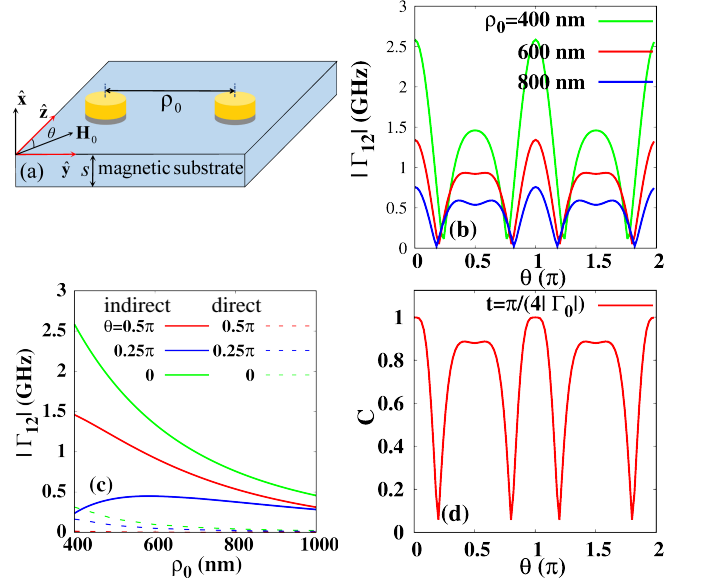 x̂
ẑ
θ
H₀
ρ₀
(a)
ŷ
s
magnetic substrate
|Γ₁₂| (GHz)
3
2.5
2
1.5
1
0.5
0
ρ₀=400 nm
600 nm
800 nm
(b)
0 0.5 1 1.5 2
θ (π)
|Γ₁₂| (GHz)
3
2.5
2
1.5
1
0.5
0
indirect direct
θ=0.5π 0.5π
0.25π 0.25π
0 0
(c)
400 600 800 1000
ρ₀ (nm)
C
1
0.8
0.6
0.4
0.2
0
t=π/(4|Γ₀|)
(d)
0 0.5 1 1.5 2
θ (π)